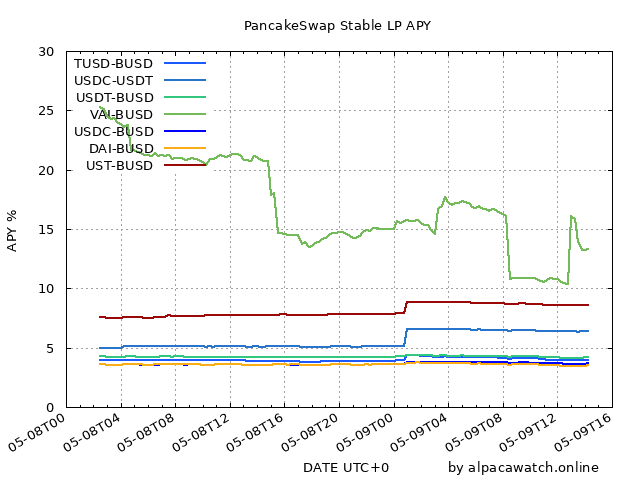 PancakeSwap Stable LP APY
30
25
20
15
10
5
0
APY %
TUSD-BUSD
USDC-USDT
USDT-BUSD
VAI-BUSD
USDC-BUSD
DAI-BUSD
UST-BUSD
05-08T00
05-08T04
05-08T08
05-08T12
05-08T16
05-08T20
05-09T00
05-09T04
05-09T08
05-09T12
05-09T16
DATE UTC+0
by alpacawatch.online